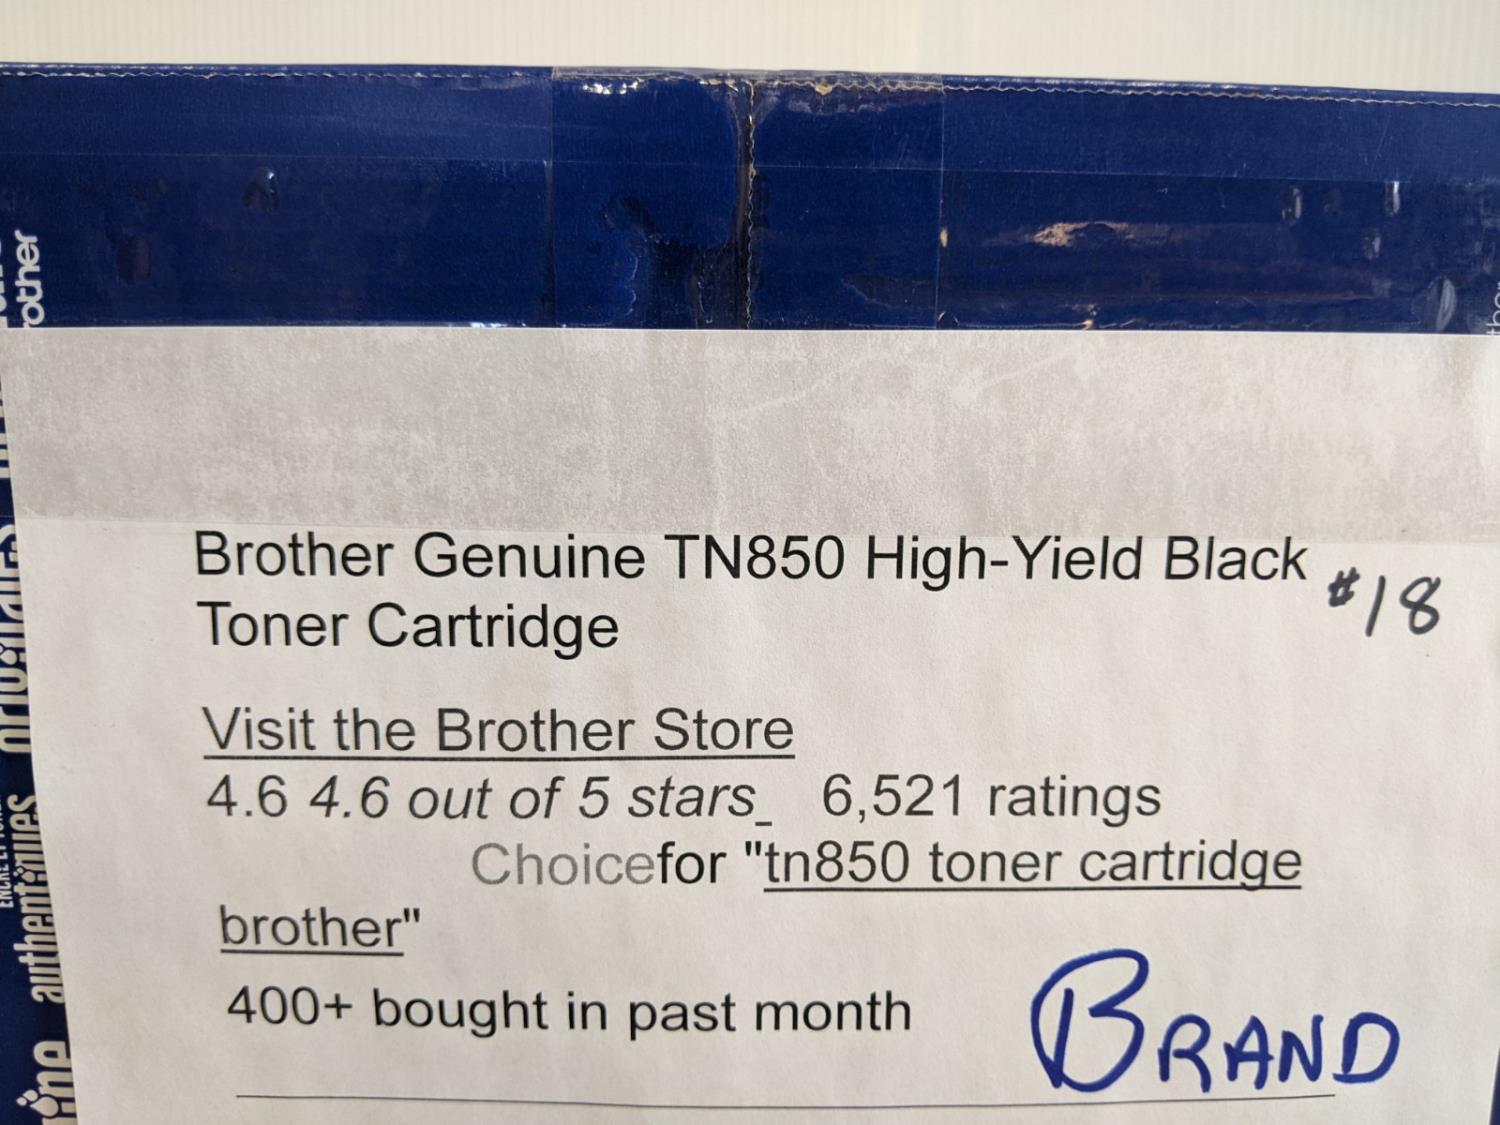 Brother Genuine TN850 High-Yield Black
Toner Cartridge
#18
Visit the Brother Store
4.6 4.6 out of 5 stars_ 6,521 ratings
Choicefor "tn850 toner cartridge
brother"
400+ bought in past month
BRAND
authentiques